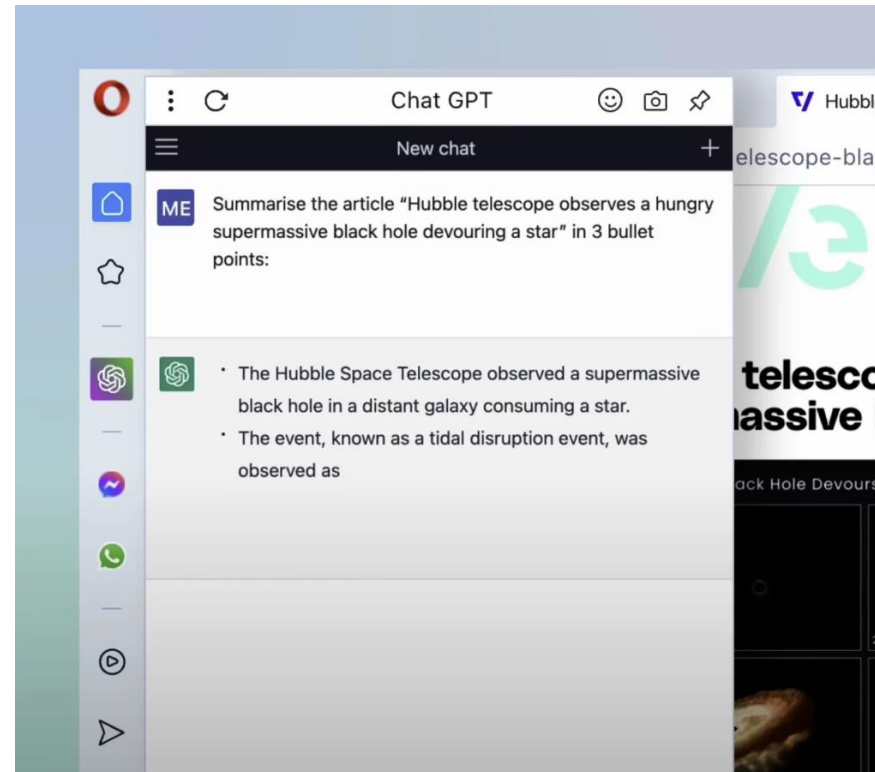 Chat GPT
Hubbl
New chat
elescope-bla
ME
Summarise the article “Hubble telescope observes a hungry
supermassive black hole devouring a star” in 3 bullet
points:
• The Hubble Space Telescope observed a supermassive
black hole in a distant galaxy consuming a star.
• The event, known as a tidal disruption event, was
observed as
telesco
assive
ack Hole Devours